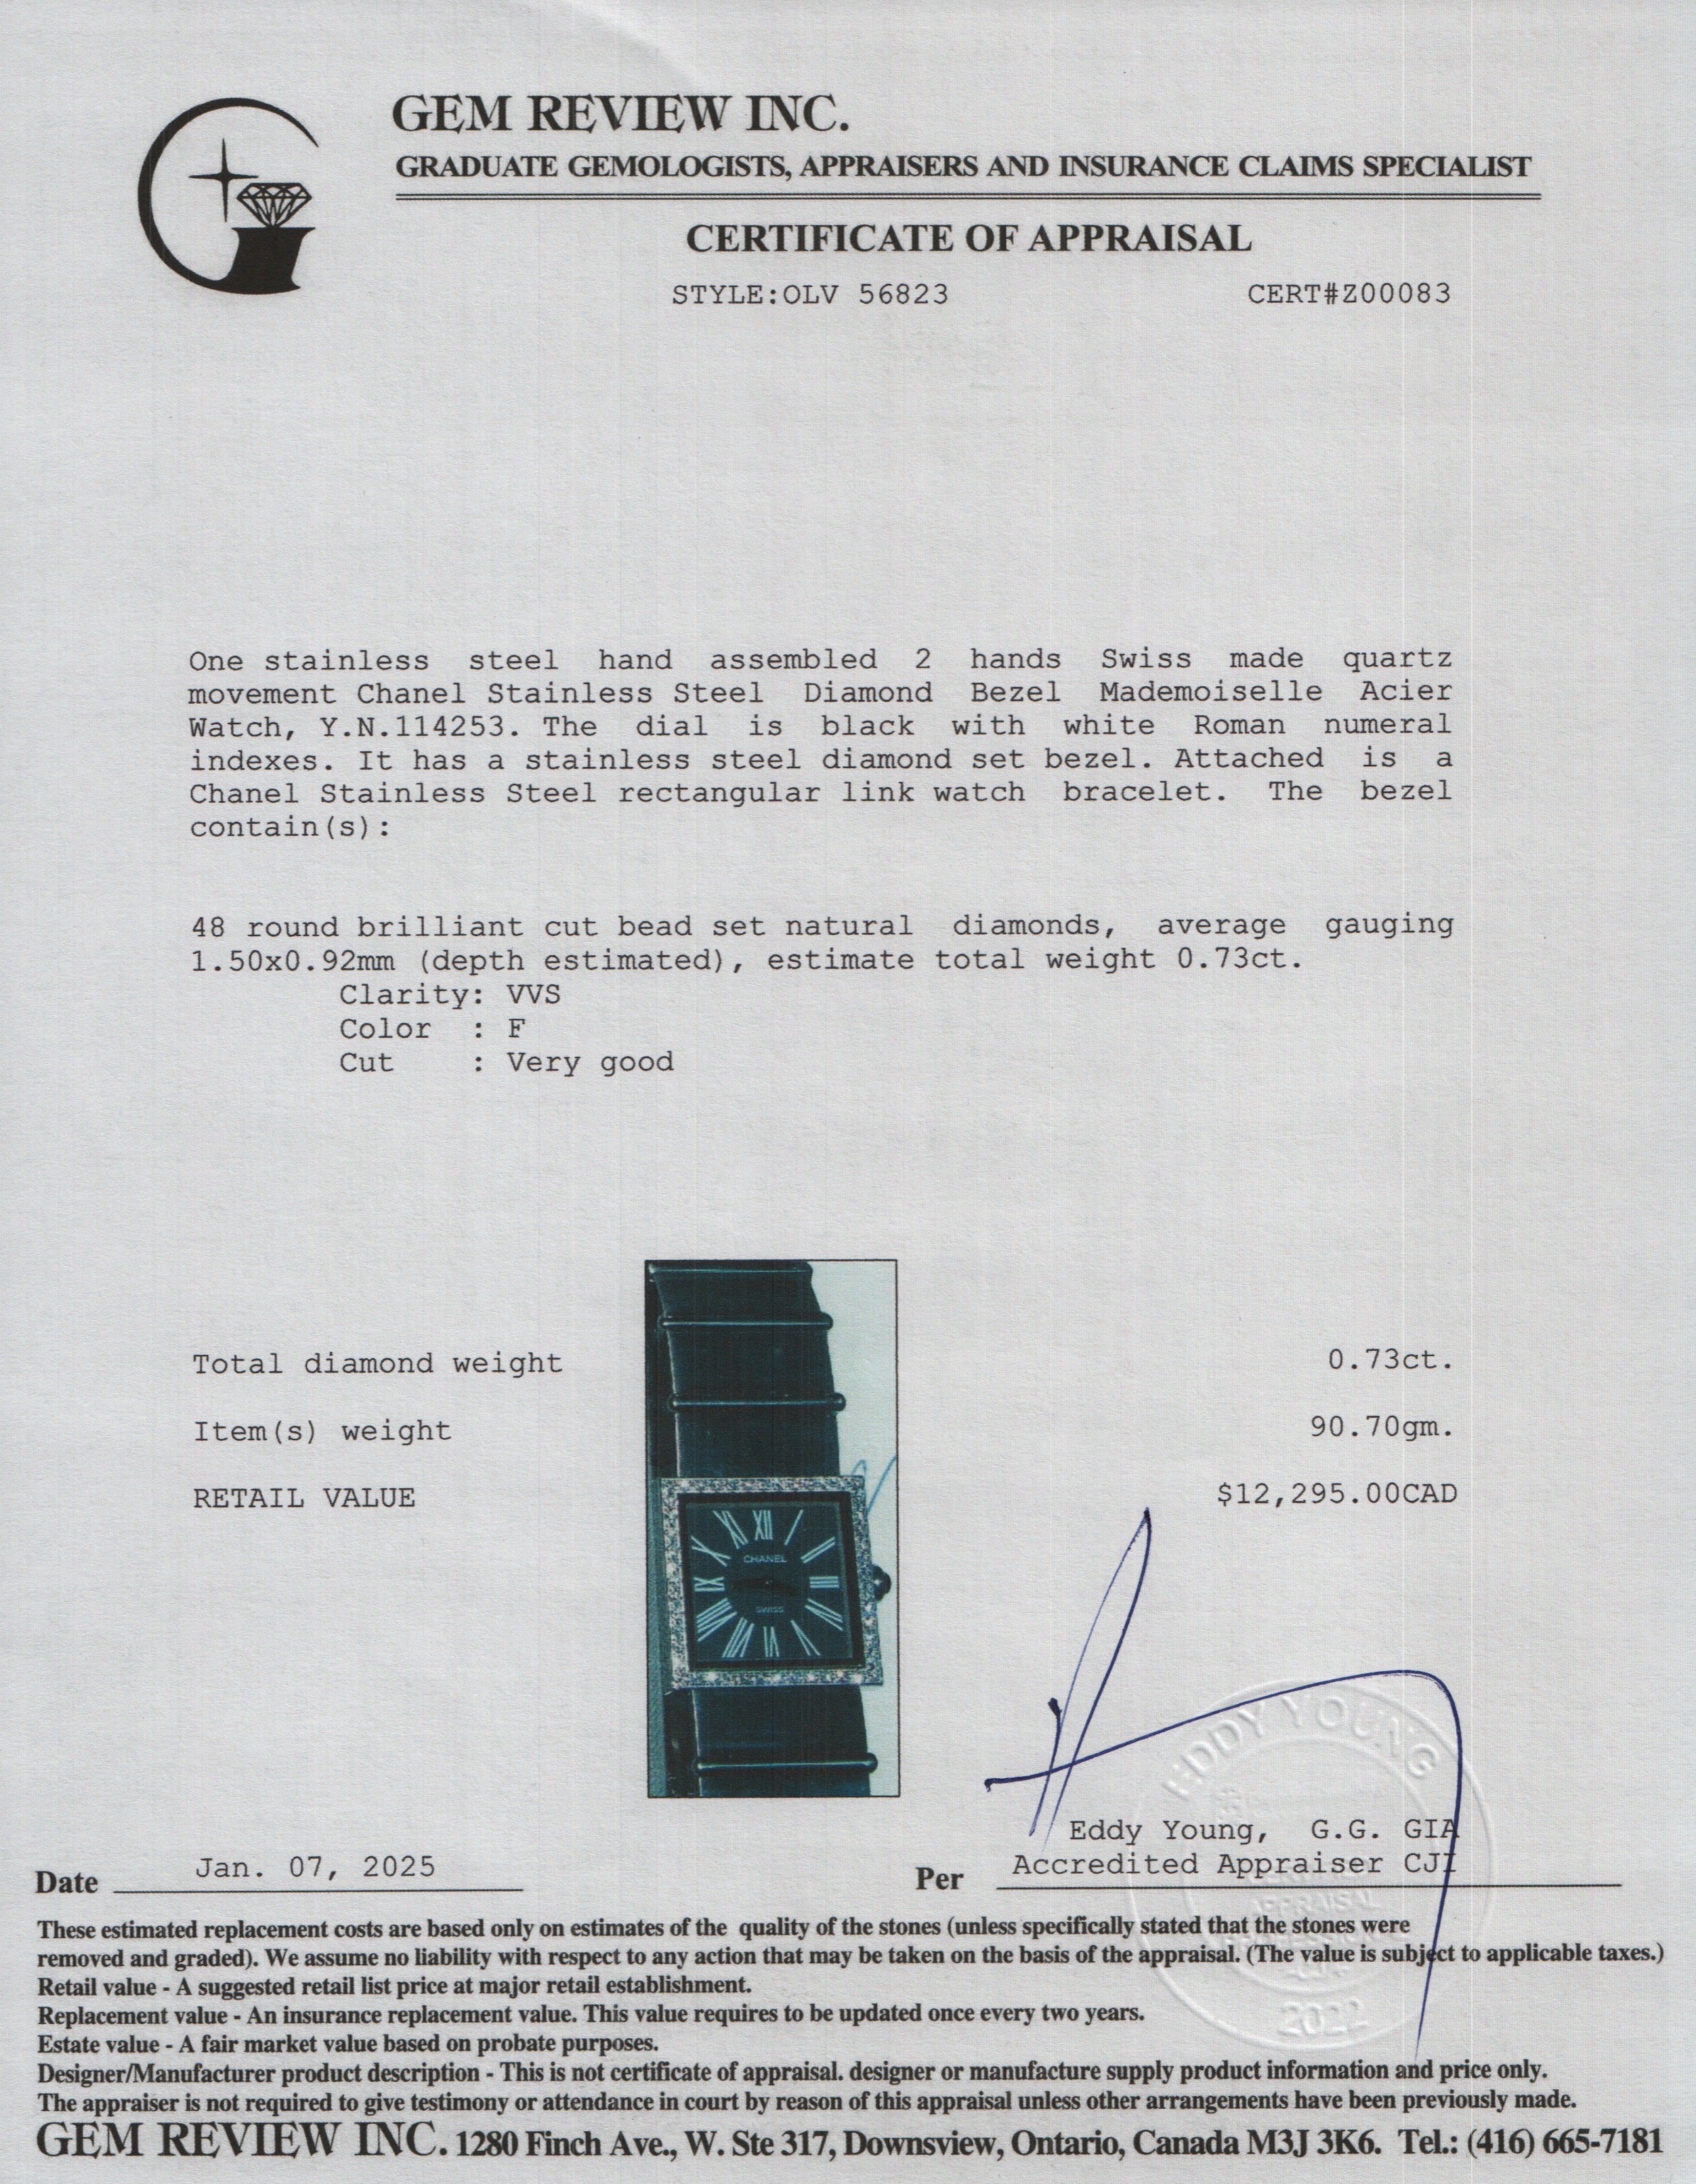 GEM REVIEW INC.
GRADUATE GEMOLOGISTS, APPRAISERS AND INSURANCE CLAIMS SPECIALIST
CERTIFICATE OF APPRAISAL
STYLE:OLV 56823 CERT#Z00083
One stainless steel hand assembled 2 hands Swiss made quartz
movement Chanel Stainless Steel Diamond Bezel Mademoiselle Acier
Watch, Y.N.114253. The dial is black with white Roman numeral
indexes. It has a stainless steel diamond set bezel. Attached is a
Chanel Stainless Steel rectangular link watch bracelet. The bezel
contain(s):
48 round brilliant cut bead set natural diamonds, average gauging
1.50x0.92mm (depth estimated), estimate total weight 0.73ct.
Clarity: VVS
Color : F
Cut : Very good
Total diamond weight 0.73ct.
Item(s) weight 90.70gm.
RETAIL VALUE $12,295.00CAD
XII
CHANEL
IX
SWISS
EDDY YOUNG
Eddy Young, G.G. GIA
Date Jan. 07, 2025 Per Accredited Appraiser CJI
APPRAISAL
2022
These estimated replacement costs are based only on estimates of the quality of the stones (unless specifically stated that the stones were
removed and graded). We assume no liability with respect to any action that may be taken on the basis of the appraisal. (The value is subject to applicable taxes.)
Retail value - A suggested retail list price at major retail establishment.
Replacement value - An insurance replacement value. This value requires to be updated once every two years.
Estate value - A fair market value based on probate purposes.
Designer/Manufacturer product description - This is not certificate of appraisal. designer or manufacture supply product information and price only.
The appraiser is not required to give testimony or attendance in court by reason of this appraisal unless other arrangements have been previously made.
GEM REVIEW INC. 1280 Finch Ave., W. Ste 317, Downsview, Ontario, Canada M3J 3K6. Tel.: (416) 665-7181